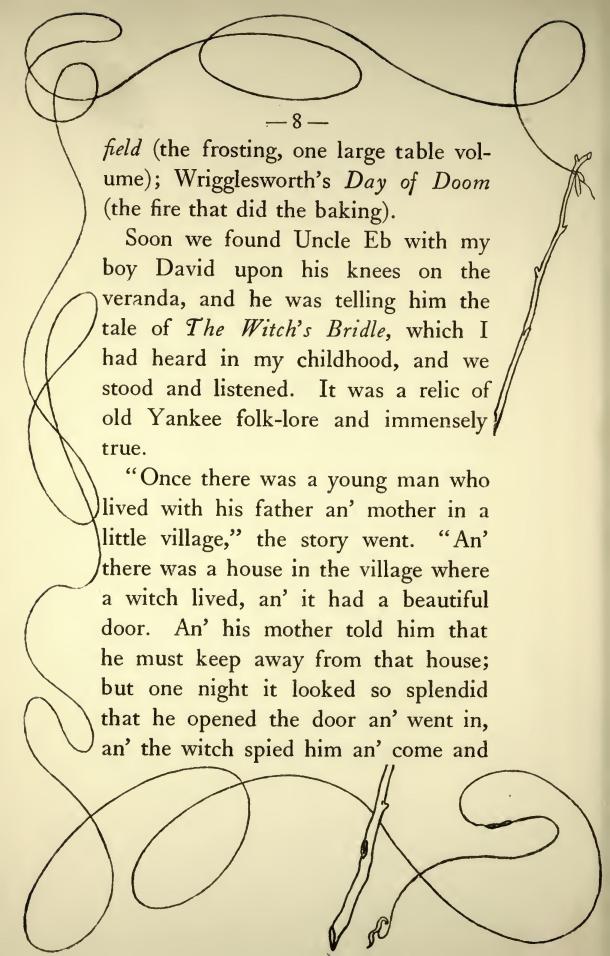 —8—
field (the frosting, one large table vol-
ume); Wrigglesworth's Day of Doom
(the fire that did the baking).
Soon we found Uncle Eb with my
boy David upon his knees on the
veranda, and he was telling him the
tale of The Witch's Bridle, which I
had heard in my childhood, and we
stood and listened. It was a relic of
old Yankee folk-lore and immensely
true.
"Once there was a young man who
lived with his father an' mother in a
little village," the story went. "An'
there was a house in the village where
a witch lived, an' it had a beautiful
door. An' his mother told him that
he must keep away from that house;
but one night it looked so splendid
that he opened the door an' went in,
an' the witch spied him an' come and